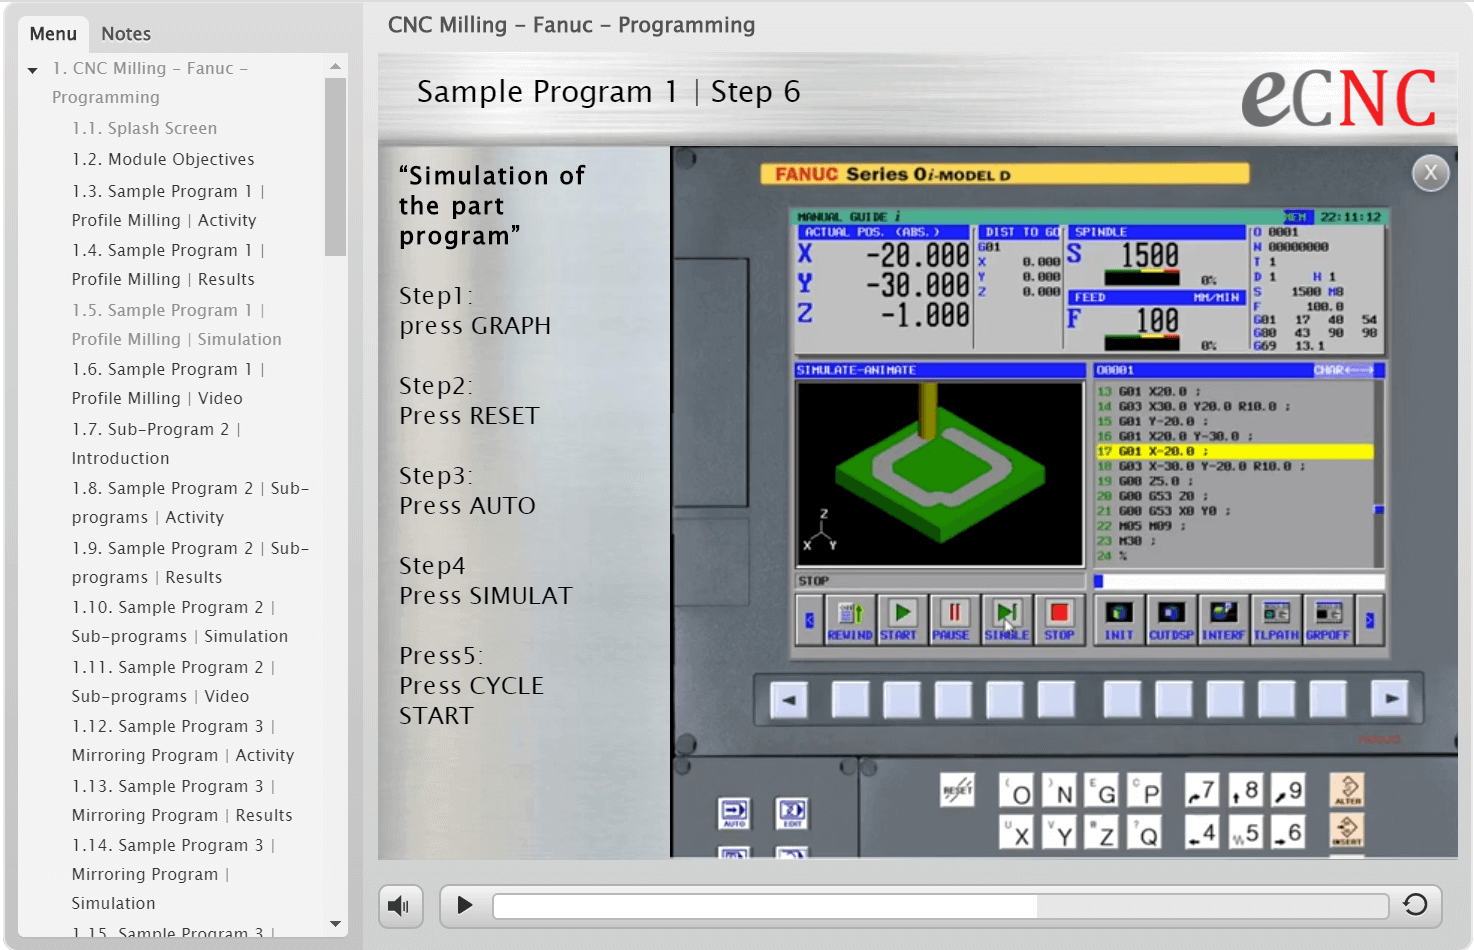 Menu
Notes
1. CNC Milling – Fanuc –
Programming
1.1. Splash Screen
1.2. Module Objectives
1.3. Sample Program 1 |
Profile Milling | Activity
1.4. Sample Program 1 |
Profile Milling | Results
1.5. Sample Program 1 |
Profile Milling | Simulation
1.6. Sample Program 1 |
Profile Milling | Video
1.7. Sub-Program 2 |
Introduction
1.8. Sample Program 2 | Sub-
programs | Activity
1.9. Sample Program 2 | Sub-
programs | Results
1.10. Sample Program 2 |
Sub-programs | Simulation
1.11. Sample Program 2 |
Sub-programs | Video
1.12. Sample Program 3 |
Mirroring Program | Activity
1.13. Sample Program 3 |
Mirroring Program | Results
1.14. Sample Program 3 |
Mirroring Program |
Simulation
1.15. Sample Program 3 |
CNC Milling – Fanuc – Programming
Sample Program 1 | Step 6
eCNC
“Simulation of
the part
program”
Step1:
press GRAPH
Step2:
Press RESET
Step3:
Press AUTO
Step4
Press SIMULAT
Press5:
Press CYCLE
START
FANUC Series 0i-MODEL D
X
MANUAL GUIDE i
MEM 22:11:12
ACTUAL POS. (ABS.)
X -20.000
Y -30.000
Z -1.000
DIST TO GO
G01
X 0.000
Y 0.000
Z 0.000
SPINDLE
S 1500
0%
FEED MM/MIN
F 100
0%
O 0001
N 00000000
T 1
D 1 H 1
S 1500 M8
F 100.0
G01 17 40 54
G80 43 90 98
G69 13.1
SIMULATE-ANIMATE
Z
X Y
STOP
O0001 CHAR
13 G01 X20.0 ;
14 G03 X30.0 Y20.0 R10.0 ;
15 G01 Y-20.0 ;
16 G01 X20.0 Y-30.0 ;
17 G01 X-20.0 ;
18 G03 X-30.0 Y-20.0 R10.0 ;
19 G00 Z5.0 ;
20 G00 G53 Z0 ;
21 G00 G53 X0 Y0 ;
22 M05 M09 ;
23 M30 ;
24 %
REWIND START PAUSE SINGLE STOP
INIT CUTDSP INTERF TLPATH GRPOFF
FANUC
AUTO
EDIT
RESET
( O ) N E G C P
7 8 9
ALTER
U X V Y W Z ? Q
4 5 6
INSERT